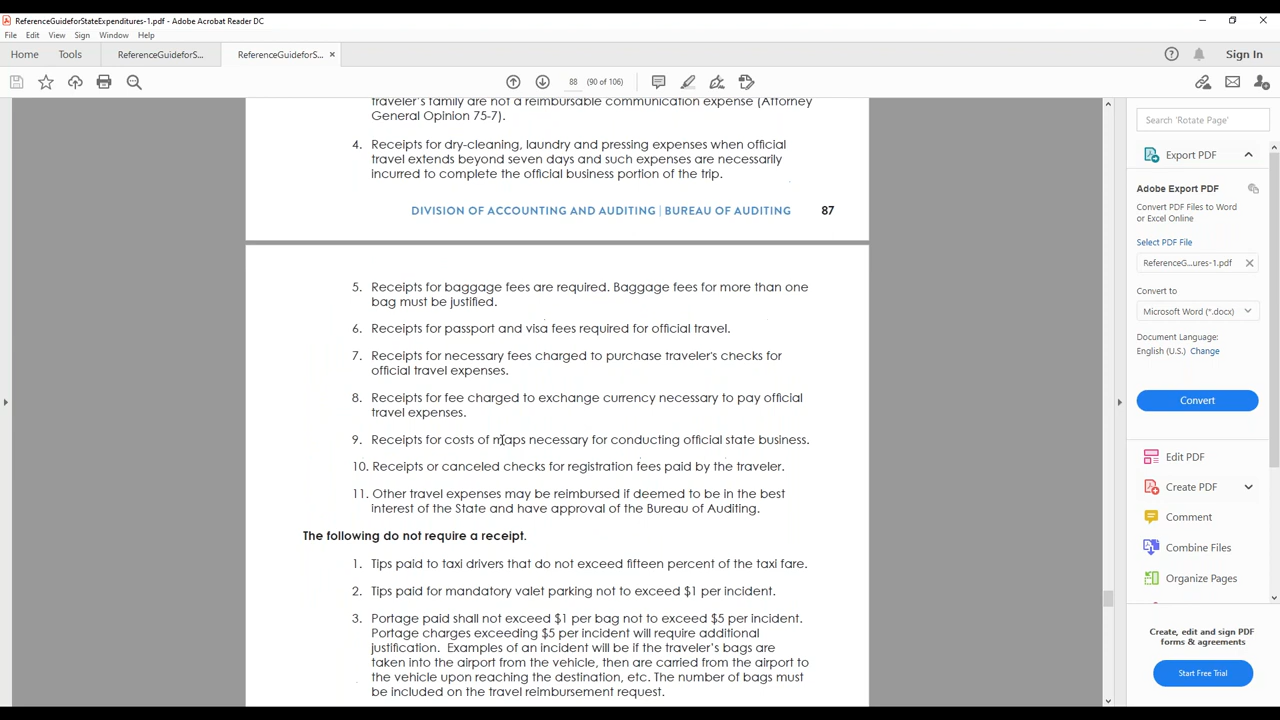 ReferenceGuideforStateExpenditures-1.pdf - Adobe Acrobat Reader DC
File Edit View Sign Window Help
Home Tools ReferenceGuideforS... ReferenceGuideforS... × Sign In
88 (90 of 106)
traveler's family are not a reimbursable communication expense (Attorney
General Opinion 75-7).
4. Receipts for dry-cleaning, laundry and pressing expenses when official
travel extends beyond seven days and such expenses are necessarily
incurred to complete the official business portion of the trip.
DIVISION OF ACCOUNTING AND AUDITING | BUREAU OF AUDITING 87
5. Receipts for baggage fees are required. Baggage fees for more than one
bag must be justified.
6. Receipts for passport and visa fees required for official travel.
7. Receipts for necessary fees charged to purchase traveler's checks for
official travel expenses.
8. Receipts for fee charged to exchange currency necessary to pay official
travel expenses.
9. Receipts for costs of maps necessary for conducting official state business.
10. Receipts or canceled checks for registration fees paid by the traveler.
11. Other travel expenses may be reimbursed if deemed to be in the best
interest of the State and have approval of the Bureau of Auditing.
The following do not require a receipt.
1. Tips paid to taxi drivers that do not exceed fifteen percent of the taxi fare.
2. Tips paid for mandatory valet parking not to exceed $1 per incident.
3. Portage paid shall not exceed $1 per bag not to exceed $5 per incident.
Portage charges exceeding $5 per incident will require additional
justification. Examples of an incident will be if the traveler's bags are
taken into the airport from the vehicle, then are carried from the airport to
the vehicle upon reaching the destination, etc. The number of bags must
be included on the travel reimbursement request.
Search 'Rotate Page'
Export PDF
Adobe Export PDF
Convert PDF Files to Word
or Excel Online
Select PDF File
ReferenceG...ures-1.pdf
Convert to
Microsoft Word (*.docx)
Document Language:
English (U.S.) Change
Convert
Edit PDF
Create PDF
Comment
Combine Files
Organize Pages
Create, edit and sign PDF
forms & agreements
Start Free Trial